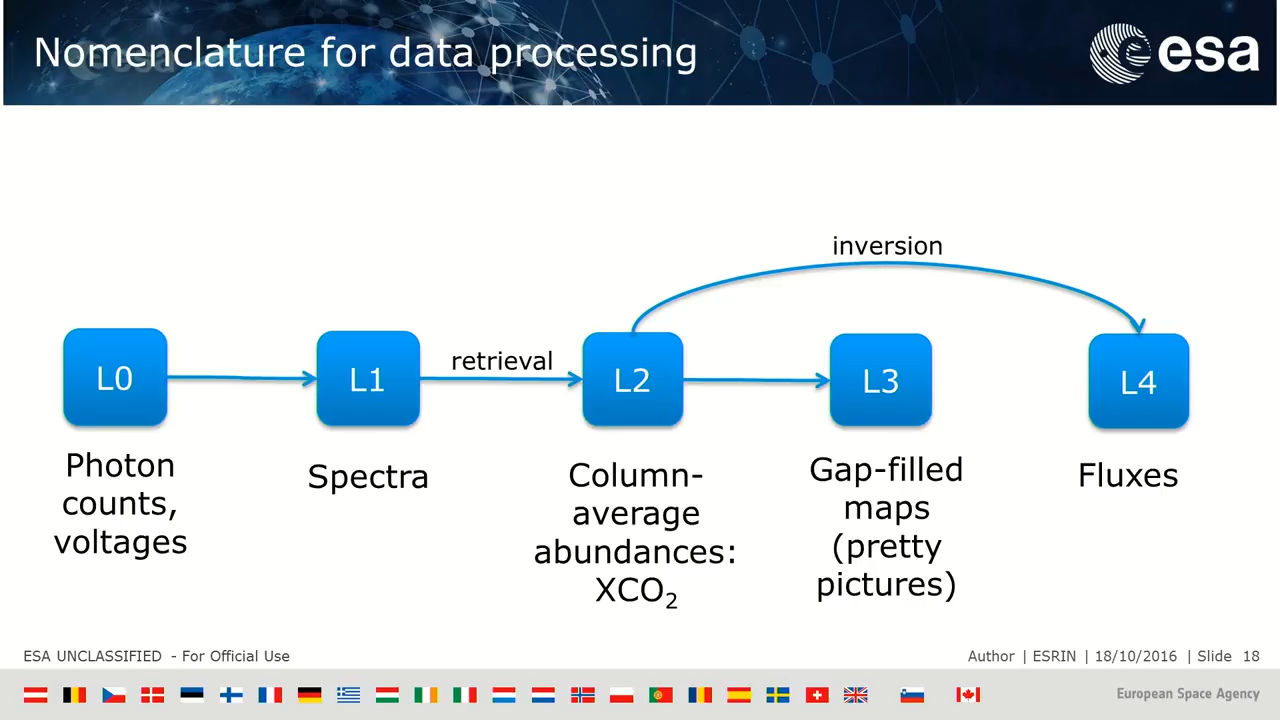 Nomenclature for data processing
esa
inversion
retrieval
L0
L1
L2
L3
L4
Photon
counts,
voltages
Spectra
Column-
average
abundances:
XCO₂
Gap-filled
maps
(pretty
pictures)
Fluxes
ESA UNCLASSIFIED - For Official Use
Author | ESRIN | 18/10/2016 | Slide 18
European Space Agency